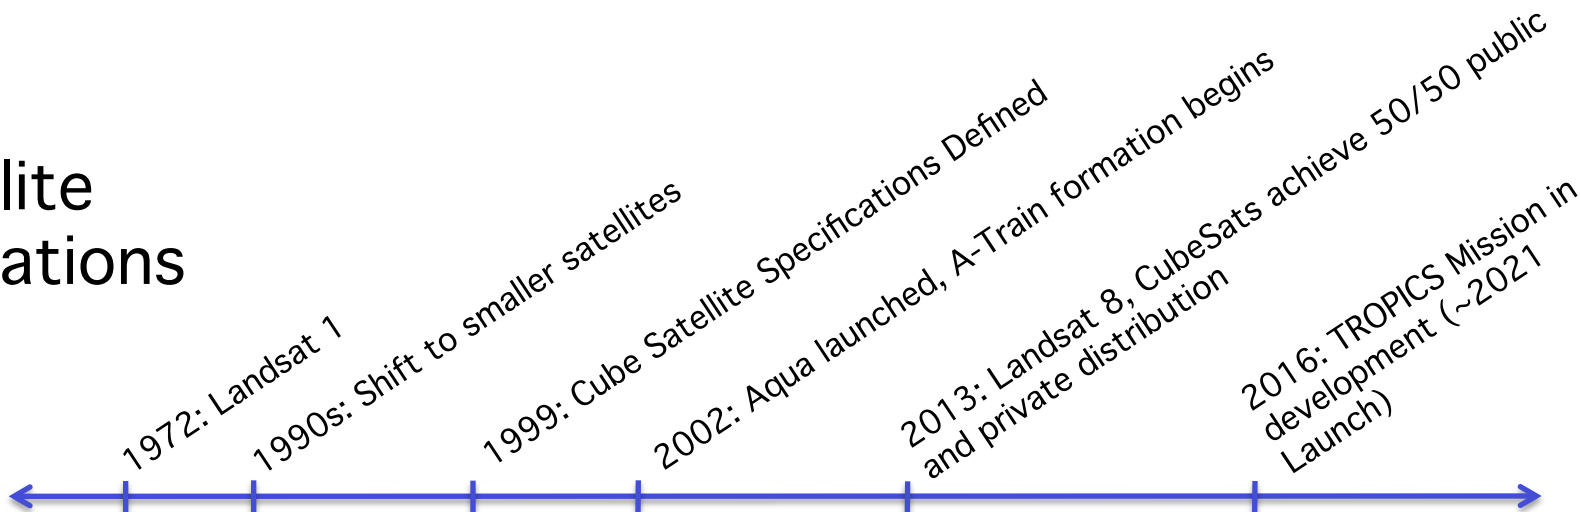 lite
ations
1972: Landsat 1
1990s: Shift to smaller satellites
1999: Cube Satellite Specifications Defined
2002: Aqua launched, A-Train formation begins
2013: Landsat 8, CubeSats achieve 50/50 public
and private distribution
2016: TROPICS Mission in
development (~2021
Launch)